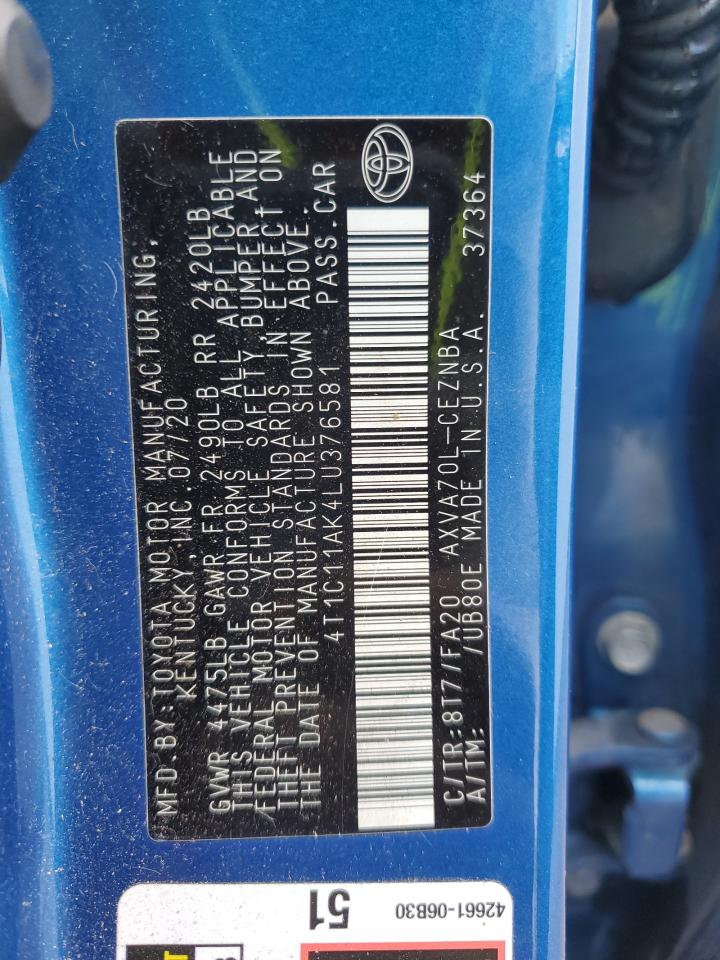 MFD.BY:TOYOTA MOTOR MANUFACTURING,
KENTUCKY, INC.07/20
GVWR 4475LB GAWR FR 2490LB RR 2420LB
THIS VEHICLE CONFORMS TO ALL APPLICABLE
FEDERAL MOTOR VEHICLE SAFETY, BUMPER AND
THEFT PREVENTION STANDARDS IN EFFECT ON
THE DATE OF MANUFACTURE SHOWN ABOVE.
4T1C11AK4LU376581 PASS.CAR
C/TR:8T7/FA20 AXVA70L-CEZNBA
A/TM: /UB80E MADE IN U.S.A. 37364
42661-06B30
51